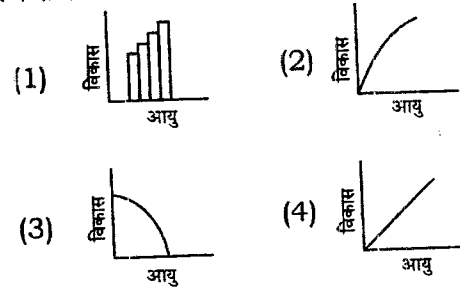 (1) विकास आयु
(2) विकास आयु
(3) विकास आयु
(4) विकास आयु